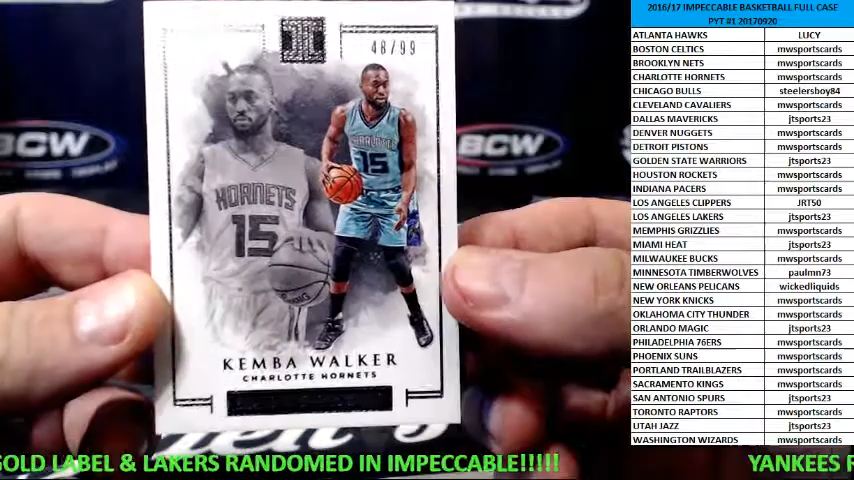 2016/17 IMPECCABLE BASKETBALL FULL CASE
PYT #1 20170920
ATLANTA HAWKS LUCY
BOSTON CELTICS mwsportscards
BROOKLYN NETS mwsportscards
CHARLOTTE HORNETS mwsportscards
CHICAGO BULLS steelersboy84
CLEVELAND CAVALIERS mwsportscards
DALLAS MAVERICKS jtsports23
DENVER NUGGETS mwsportscards
DETROIT PISTONS mwsportscards
GOLDEN STATE WARRIORS jtsports23
HOUSTON ROCKETS mwsportscards
INDIANA PACERS mwsportscards
LOS ANGELES CLIPPERS JRT50
LOS ANGELES LAKERS jtsports23
MEMPHIS GRIZZLIES mwsportscards
MIAMI HEAT jtsports23
MILWAUKEE BUCKS mwsportscards
MINNESOTA TIMBERWOLVES paulmn73
NEW ORLEANS PELICANS wickedliquids
NEW YORK KNICKS mwsportscards
OKLAHOMA CITY THUNDER mwsportscards
ORLANDO MAGIC jtsports23
PHILADELPHIA 76ERS mwsportscards
PHOENIX SUNS mwsportscards
PORTLAND TRAILBLAZERS mwsportscards
SACRAMENTO KINGS mwsportscards
SAN ANTONIO SPURS jtsports23
TORONTO RAPTORS mwsportscards
UTAH JAZZ jtsports23
WASHINGTON WIZARDS mwsportscards
48/99
BCW
CHARLOTTE
15
HORNETS
15
KEMBA WALKER
CHARLOTTE HORNETS
GOLD LABEL & LAKERS RANDOMED IN IMPECCABLE!!!!! YANKEES R